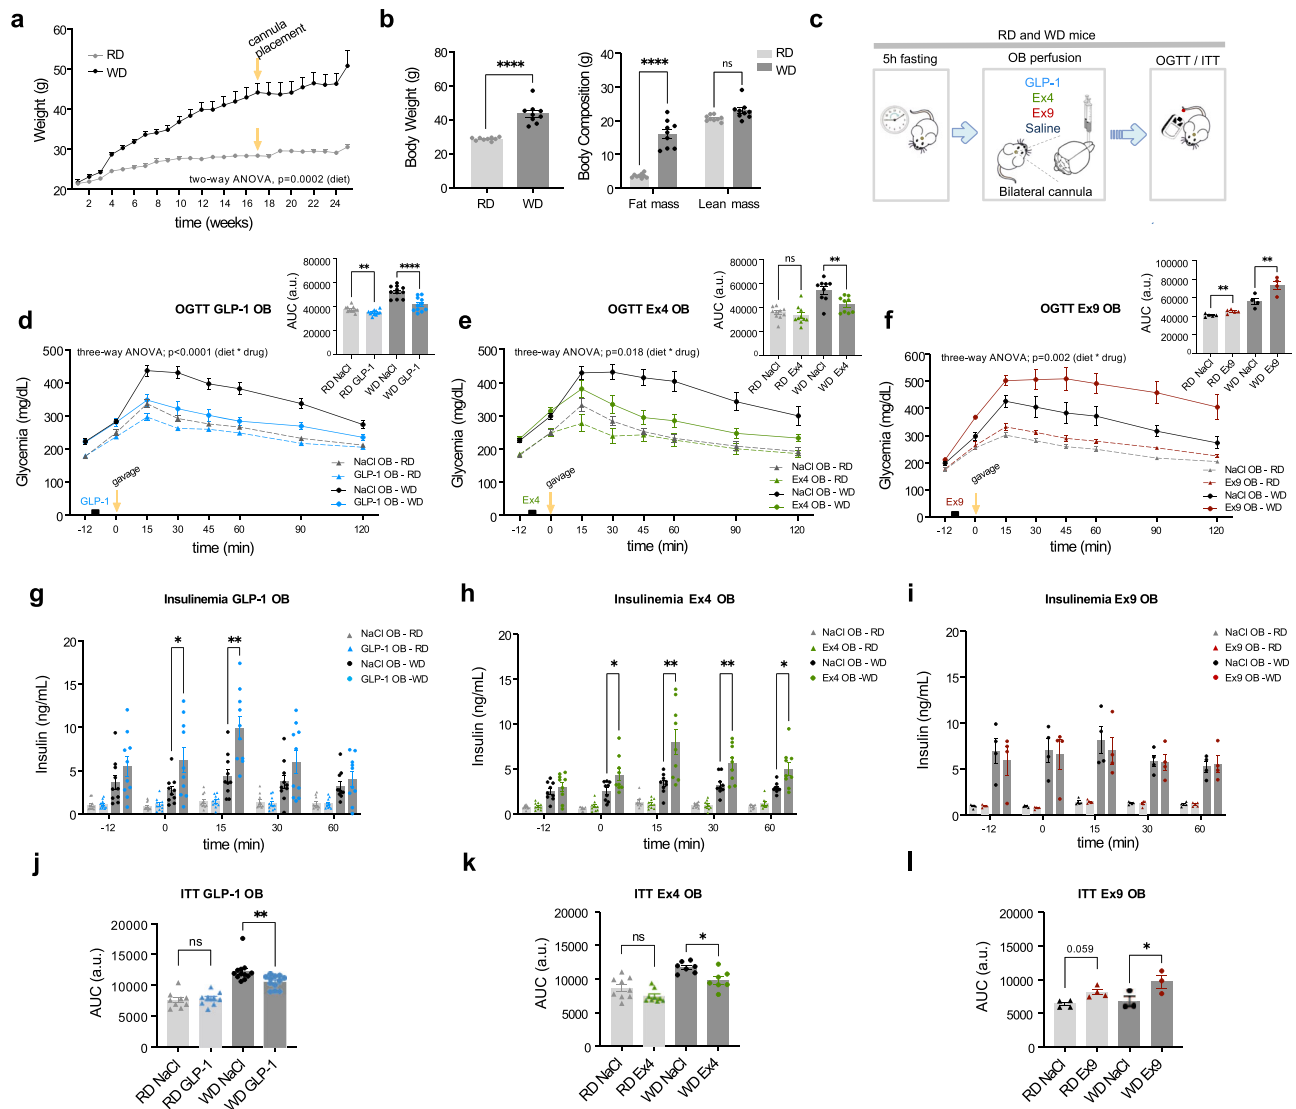 a
Weight (g)
60
50
40
30
20
RD
WD
cannula
placement
two-way ANOVA, p=0.0002 (diet)
2 4 6 8 10 12 14 16 18 20 22 24
time (weeks)
b
Body Weight (g)
80
60
40
20
0
****
RD WD
Body Composition (g)
40
30
20
10
0
****
ns
RD
WD
Fat mass Lean mass
c
RD and WD mice
5h fasting
OB perfusion
GLP-1
Ex4
Ex9
Saline
Bilateral cannula
OGTT / ITT
d
OGTT GLP-1 OB
AUC (a.u.)
80000
60000
40000
20000
0
** ****
RD NaCl
RD GLP-1
WD NaCl
WD GLP-1
three-way ANOVA; p<0.0001 (diet * drug)
Glycemia (mg/dL)
500
400
300
200
100
0
GLP-1
gavage
NaCl OB - RD
GLP-1 OB - RD
NaCl OB - WD
GLP-1 OB - WD
-12 0 15 30 45 60 90 120
time (min)
e
OGTT Ex4 OB
AUC (a.u.)
80000
60000
40000
20000
0
ns **
RD NaCl
RD Ex4
WD NaCl
WD Ex4
three-way ANOVA; p=0.018 (diet * drug)
Glycemia (mg/dL)
500
400
300
200
100
0
Ex4
gavage
NaCl OB - RD
Ex4 OB - RD
NaCl OB - WD
Ex4 OB - WD
-12 0 15 30 45 60 90 120
time (min)
f
OGTT Ex9 OB
AUC (a.u.)
100000
80000
60000
40000
20000
0
** **
RD NaCl
RD Ex9
WD NaCl
WD Ex9
three-way ANOVA; p=0.002 (diet * drug)
Glycemia (mg/dL)
600
500
400
300
200
100
Ex9
gavage
NaCl OB - RD
Ex9 OB - RD
NaCl OB - WD
Ex9 OB - WD
-12 0 15 30 45 60 90 120
time (min)
g
Insulinemia GLP-1 OB
Insulin (ng/mL)
20
15
10
5
0
* **
NaCl OB - RD
GLP-1 OB - RD
NaCl OB - WD
GLP-1 OB -WD
-12 0 15 30 60
time (min)
h
Insulinemia Ex4 OB
Insulin (ng/mL)
20
15
10
5
0
* ** ** *
NaCl OB - RD
Ex4 OB - RD
NaCl OB - WD
Ex4 OB -WD
-12 0 15 30 60
time (min)
i
Insulinemia Ex9 OB
Insulin (ng/mL)
20
15
10
5
0
NaCl OB - RD
Ex9 OB - RD
NaCl OB - WD
Ex9 OB -WD
-12 0 15 30 60
time (min)
j
ITT GLP-1 OB
AUC (a.u.)
20000
15000
10000
5000
0
ns **
RD NaCl
RD GLP-1
WD NaCl
WD GLP-1
k
ITT Ex4 OB
AUC (a.u.)
20000
15000
10000
5000
0
ns *
RD NaCl
RD Ex4
WD NaCl
WD Ex4
l
ITT Ex9 OB
AUC (a.u.)
20000
15000
10000
5000
0
0.059 *
RD NaCl
RD Ex9
WD NaCl
WD Ex9